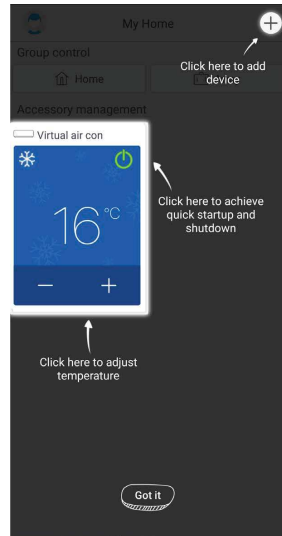 My Home
Click here to add
device
Group control
Home
Accessory management
Virtual air con
16°C
Click here to achieve
quick startup and
shutdown
Click here to adjust
temperature
Got it